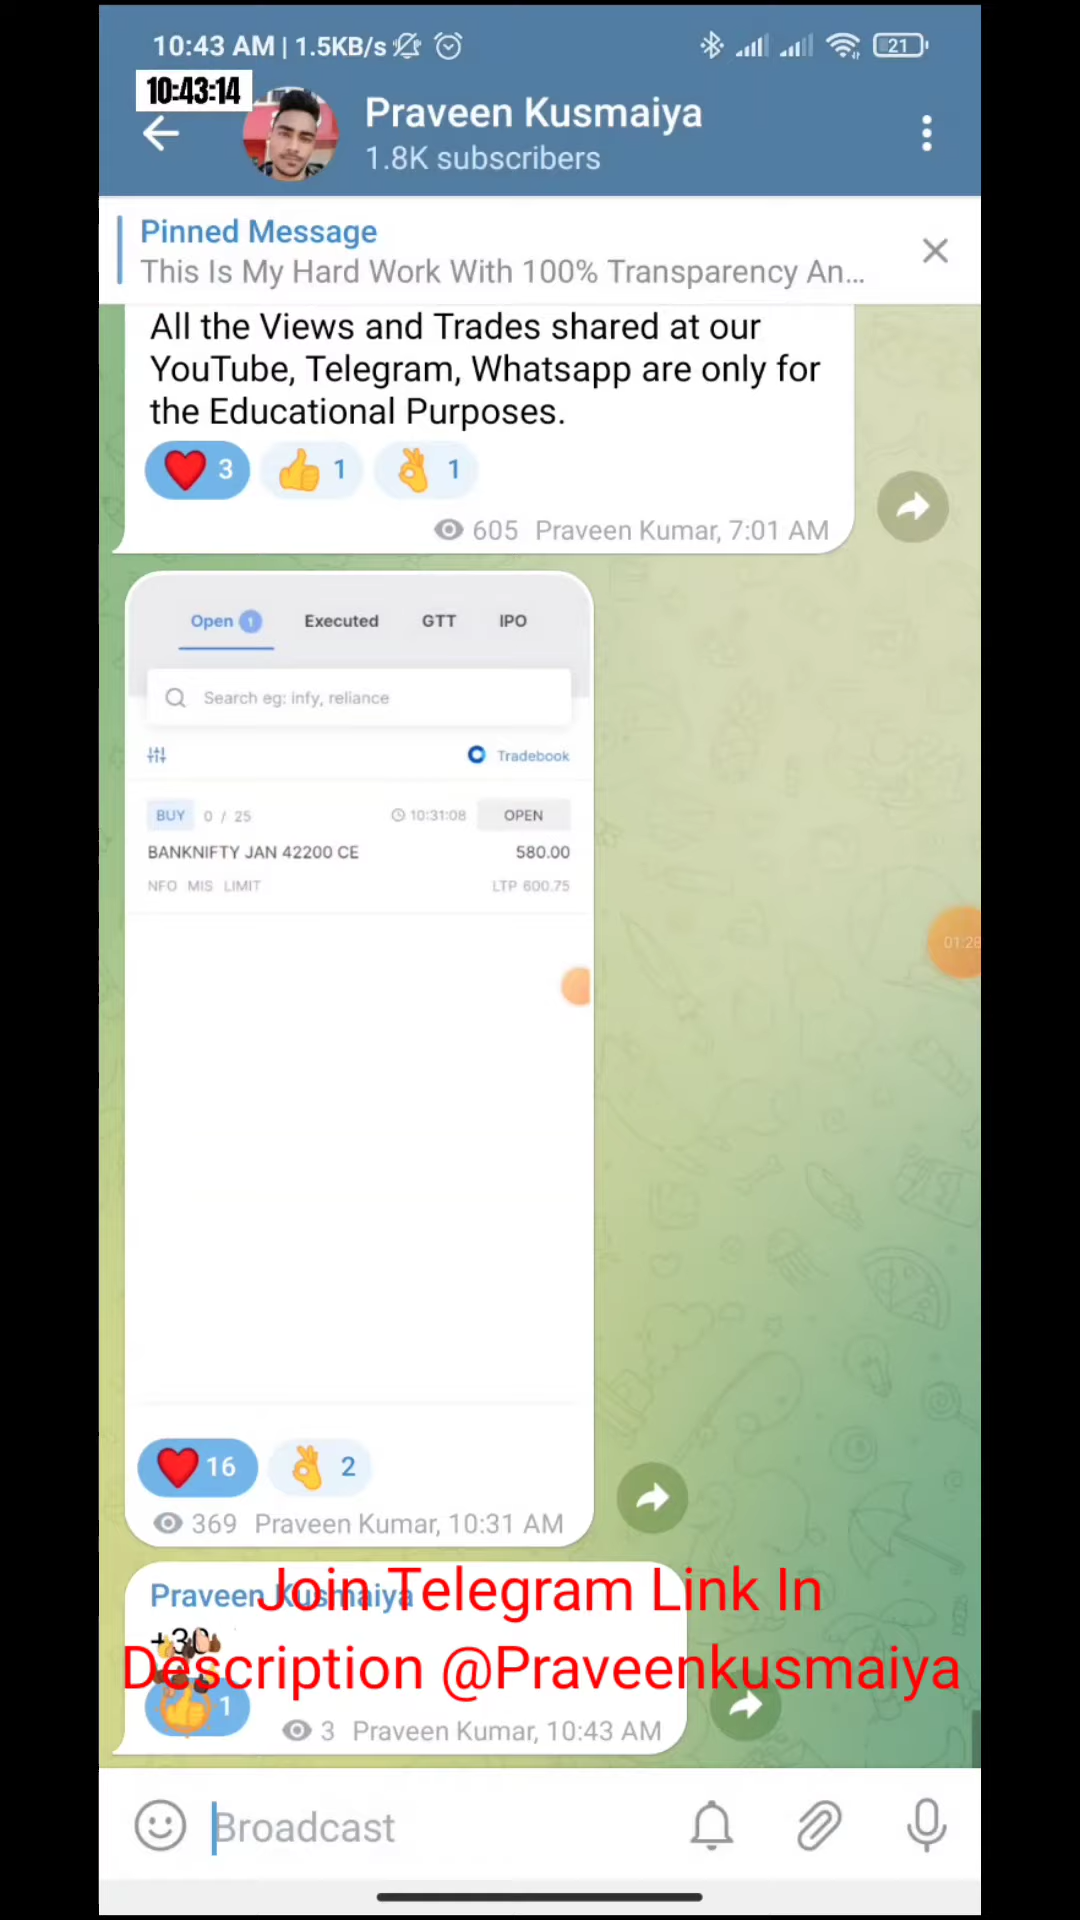 10:43 AM | 1.5KB/s
21
10:43:14
Praveen Kusmaiya
1.8K subscribers
Pinned Message
This Is My Hard Work With 100% Transparency An...
All the Views and Trades shared at our
YouTube, Telegram, Whatsapp are only for
the Educational Purposes.
3 1 1
605 Praveen Kumar, 7:01 AM
Open 1 Executed GTT IPO
Search eg: infy, reliance
Tradebook
BUY 0 / 25 10:31:08 OPEN
BANKNIFTY JAN 42200 CE 580.00
NFO MIS LIMIT LTP 600.75
01:28
16 2
369 Praveen Kumar, 10:31 AM
Praveen Kusmaiya
Join Telegram Link In
+30
Description @Praveenkusmaiya
1
3 Praveen Kumar, 10:43 AM
Broadcast